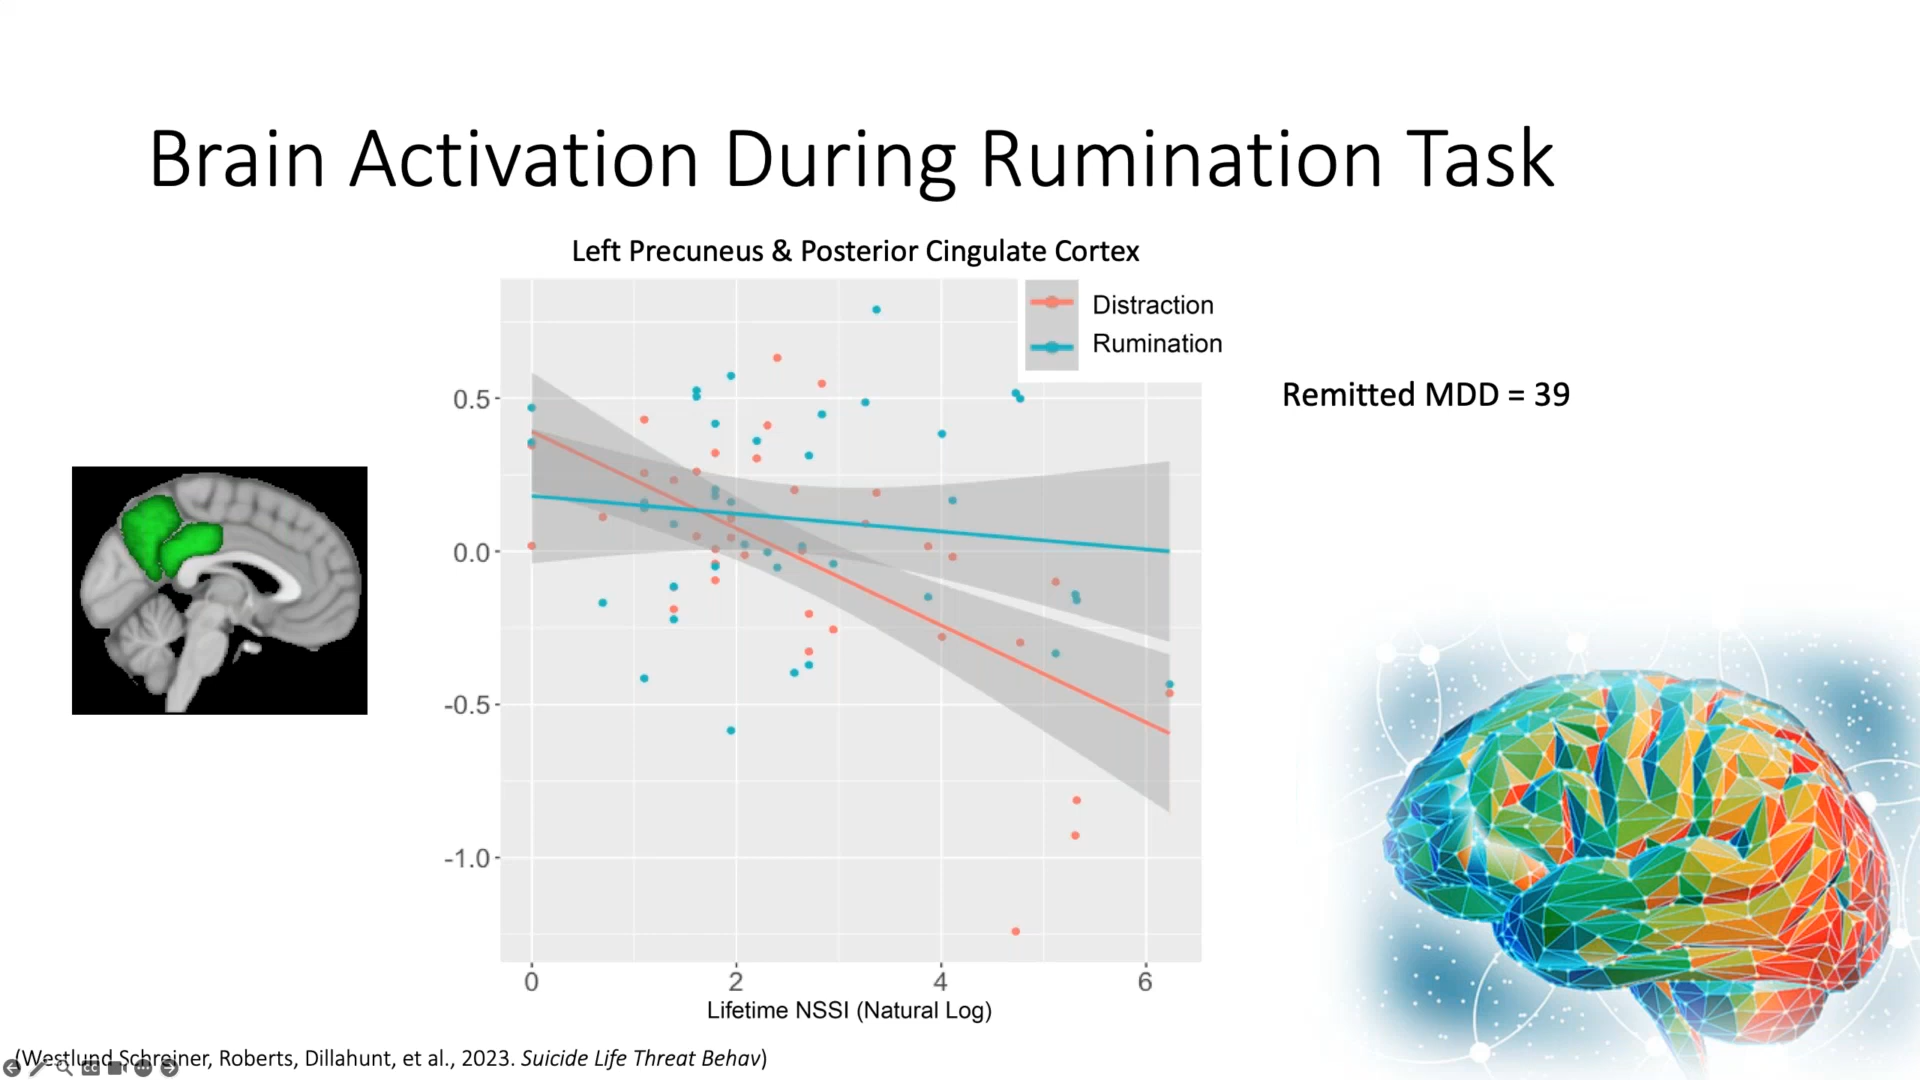 Brain Activation During Rumination Task
Left Precuneus & Posterior Cingulate Cortex
Distraction
Rumination
Remitted MDD = 39
0.5
0.0
-0.5
-1.0
0 2 4 6
Lifetime NSSI (Natural Log)
(Westlund Schreiner, Roberts, Dillahunt, et al., 2023. Suicide Life Threat Behav)
CC